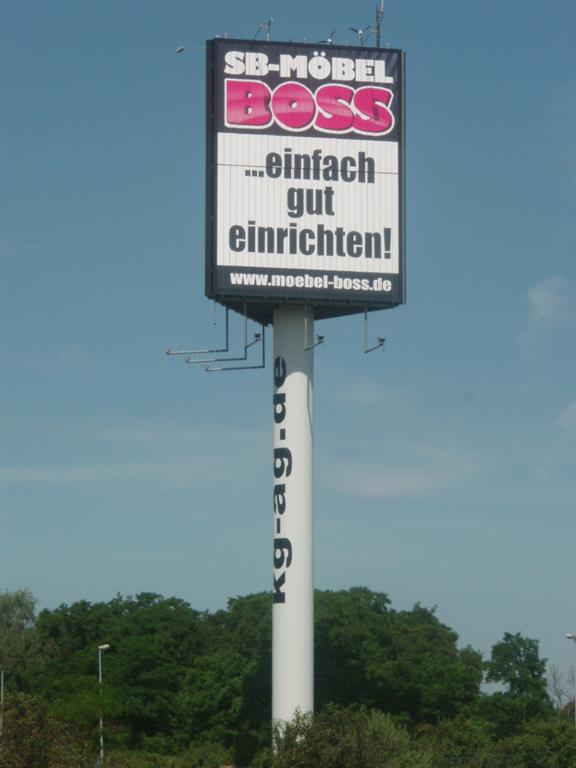 SB-MÖBEL
BOSS
...einfach
gut
einrichten!
www.moebel-boss.de
kg-ag.de